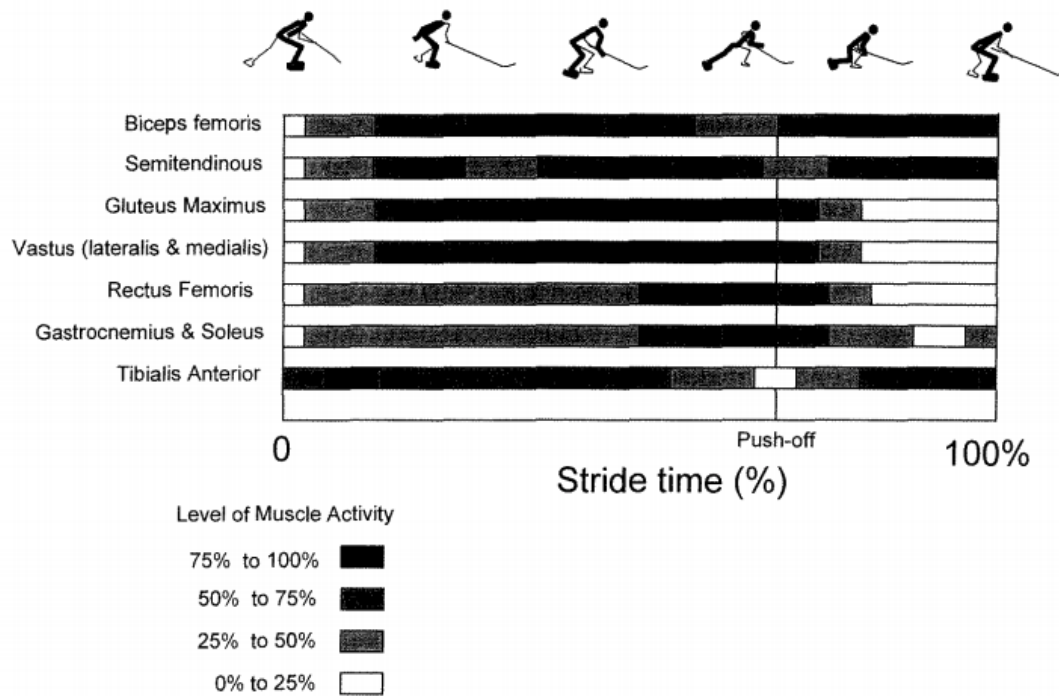 Biceps femoris
Semitendinous
Gluteus Maximus
Vastus (lateralis & medialis)
Rectus Femoris
Gastrocnemius & Soleus
Tibialis Anterior
0
Push-off
100%
Stride time (%)
Level of Muscle Activity
75% to 100%
50% to 75%
25% to 50%
0% to 25%